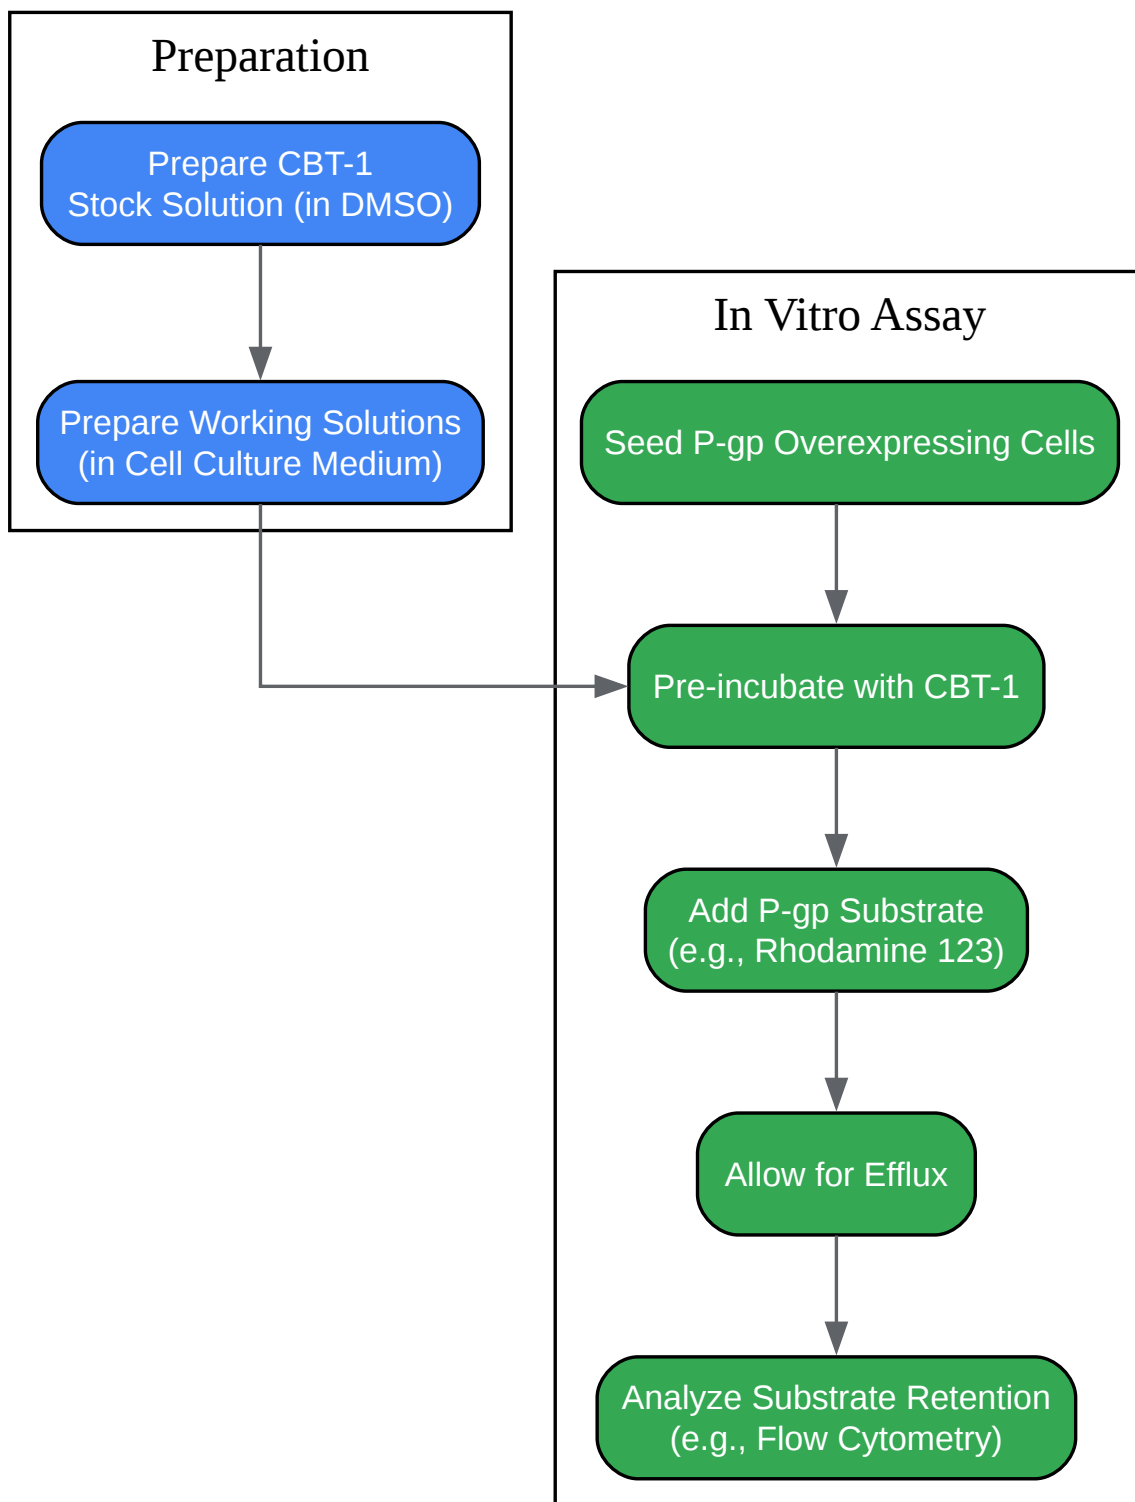 Preparation
Prepare CBT-1
Stock Solution (in DMSO)
Prepare Working Solutions
(in Cell Culture Medium)
In Vitro Assay
Seed P-gp Overexpressing Cells
Pre-incubate with CBT-1
Add P-gp Substrate
(e.g., Rhodamine 123)
Allow for Efflux
Analyze Substrate Retention
(e.g., Flow Cytometry)